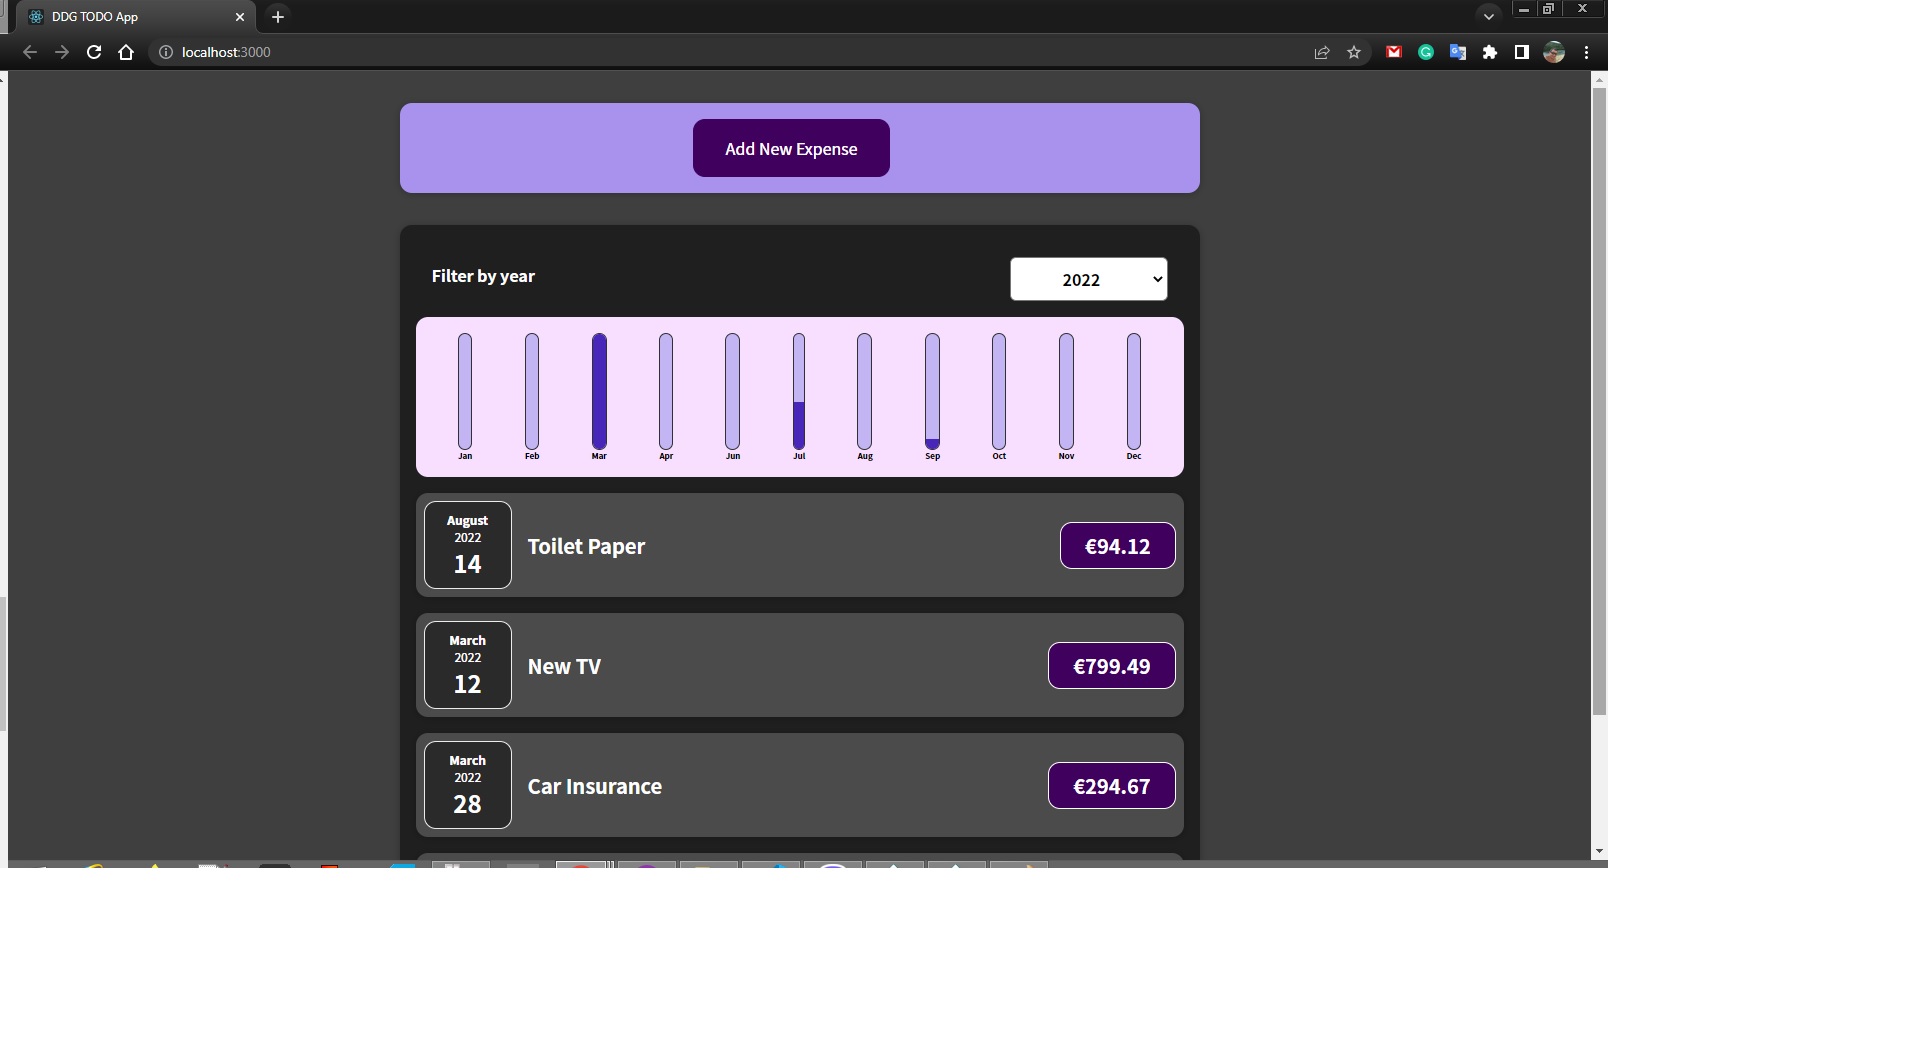 DDG TODO App
localhost:3000
Add New Expense
Filter by year
2022
Jan Feb Mar Apr Jun Jul Aug Sep Oct Nov Dec
August
2022
14
Toilet Paper
€94.12
March
2022
12
New TV
€799.49
March
2022
28
Car Insurance
€294.67